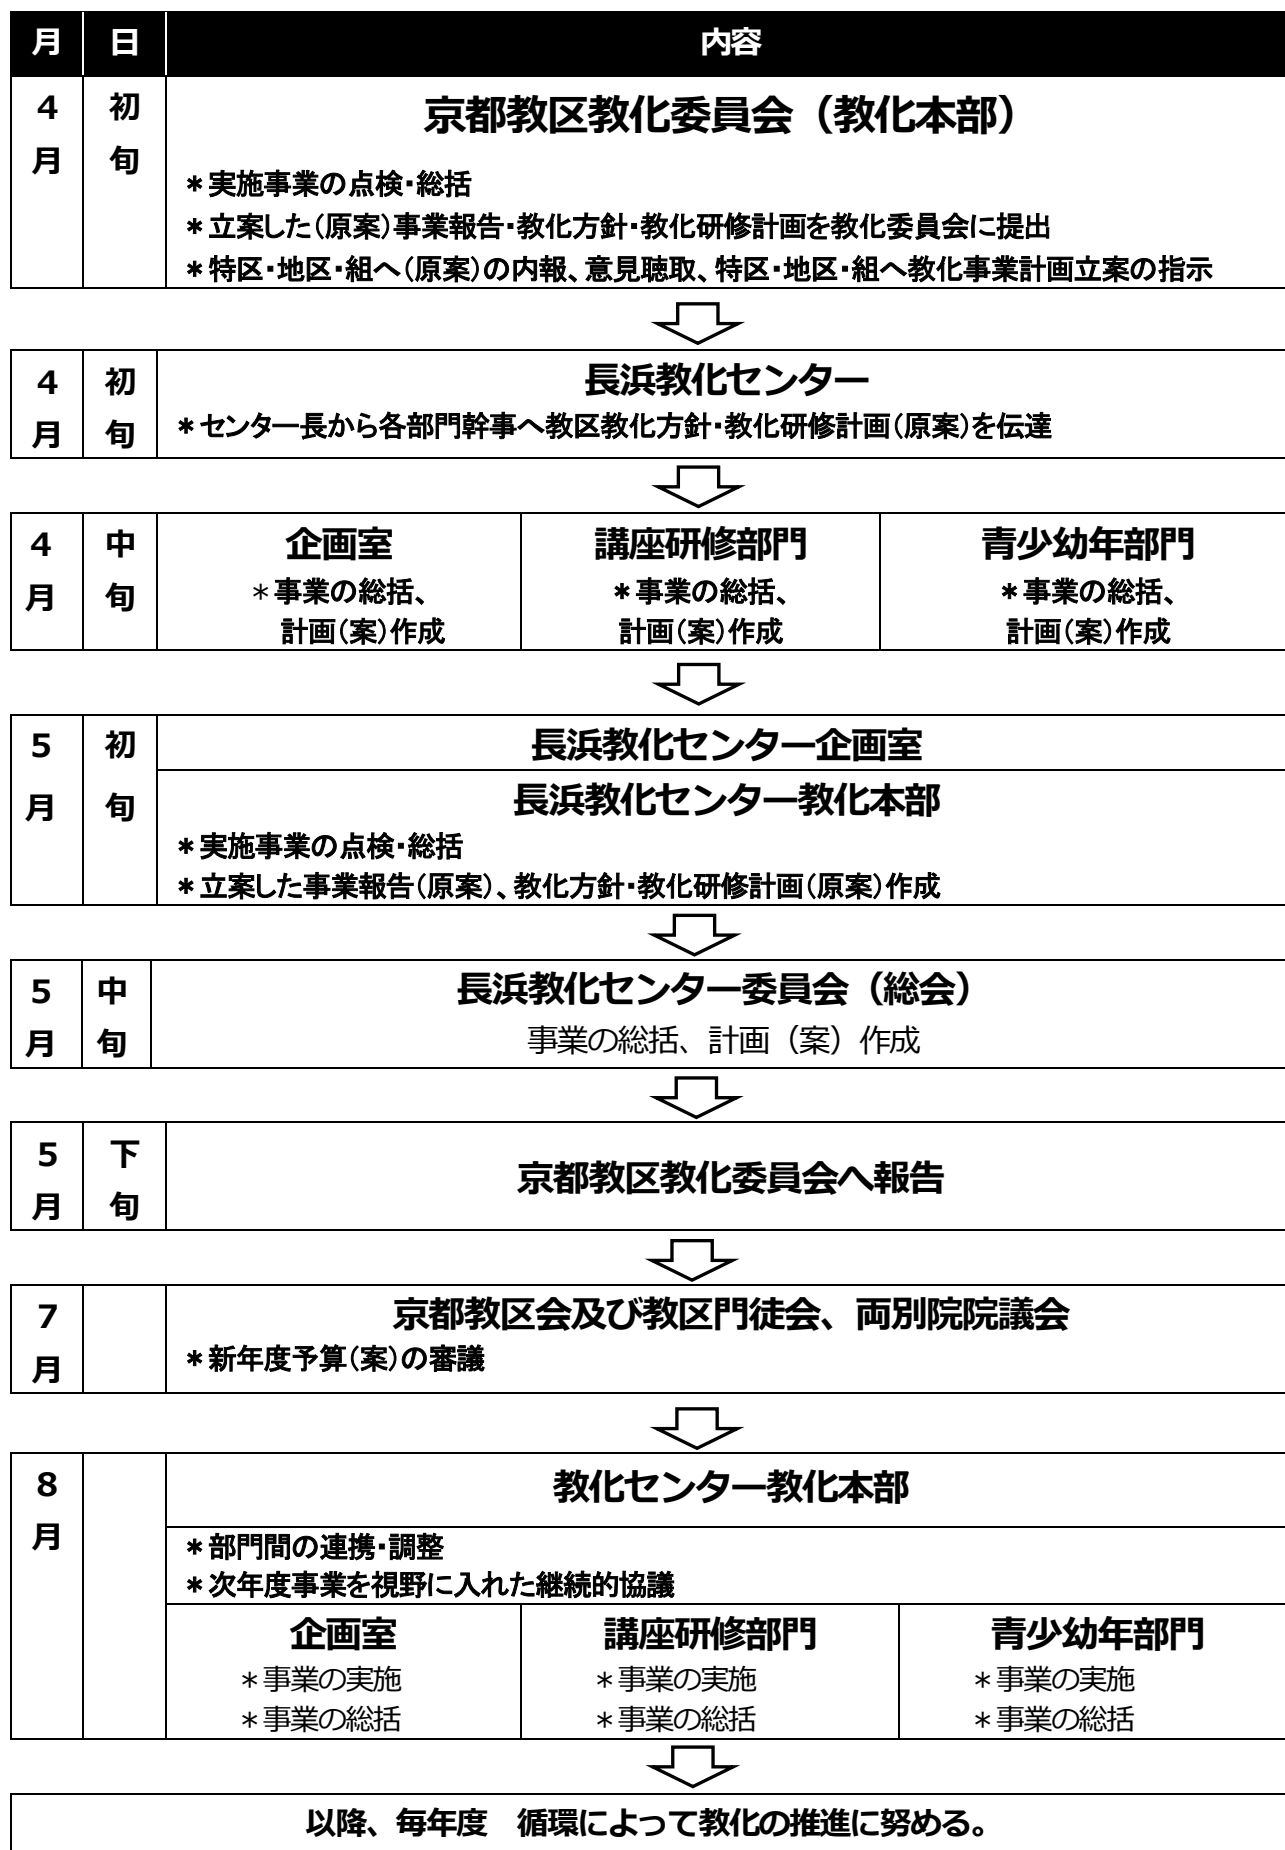 月 日 内容
4月 初旬 京都教区教化委員会（教化本部）
＊実施事業の点検・総括
＊立案した（原案）事業報告・教化方針・教化研修計画を教化委員会に提出
＊特区・地区・組へ（原案）の内報、意見聴取、特区・地区・組へ教化事業計画立案の指示
4月 初旬 長浜教化センター
＊センター長から各部門幹事へ教区教化方針・教化研修計画（原案）を伝達
4月 中旬 企画室 講座研修部門 青少幼年部門
＊事業の総括、 ＊事業の総括、 ＊事業の総括、
計画（案）作成 計画（案）作成 計画（案）作成
5月 初旬 長浜教化センター企画室
長浜教化センター教化本部
＊実施事業の点検・総括
＊立案した事業報告（原案）、教化方針・教化研修計画（原案）作成
5月 中旬 長浜教化センター委員会（総会）
事業の総括、計画（案）作成
5月 下旬 京都教区教化委員会へ報告
7月 京都教区会及び教区門徒会、両別院院議会
＊新年度予算（案）の審議
8月 教化センター教化本部
＊部門間の連携・調整
＊次年度事業を視野に入れた継続的協議
企画室 講座研修部門 青少幼年部門
＊事業の実施 ＊事業の実施 ＊事業の実施
＊事業の総括 ＊事業の総括 ＊事業の総括
以降、毎年度　循環によって教化の推進に努める。